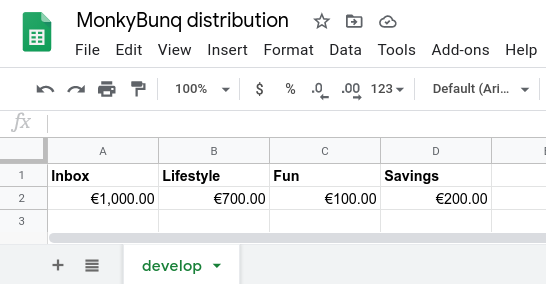 MonkyBunq distribution
File Edit View Insert Format Data Tools Add-ons Help
100% $ % .0 .00 123 Default (Ari...
fx
A B C D
1 Inbox Lifestyle Fun Savings
2 €1,000.00 €700.00 €100.00 €200.00
3
+ develop